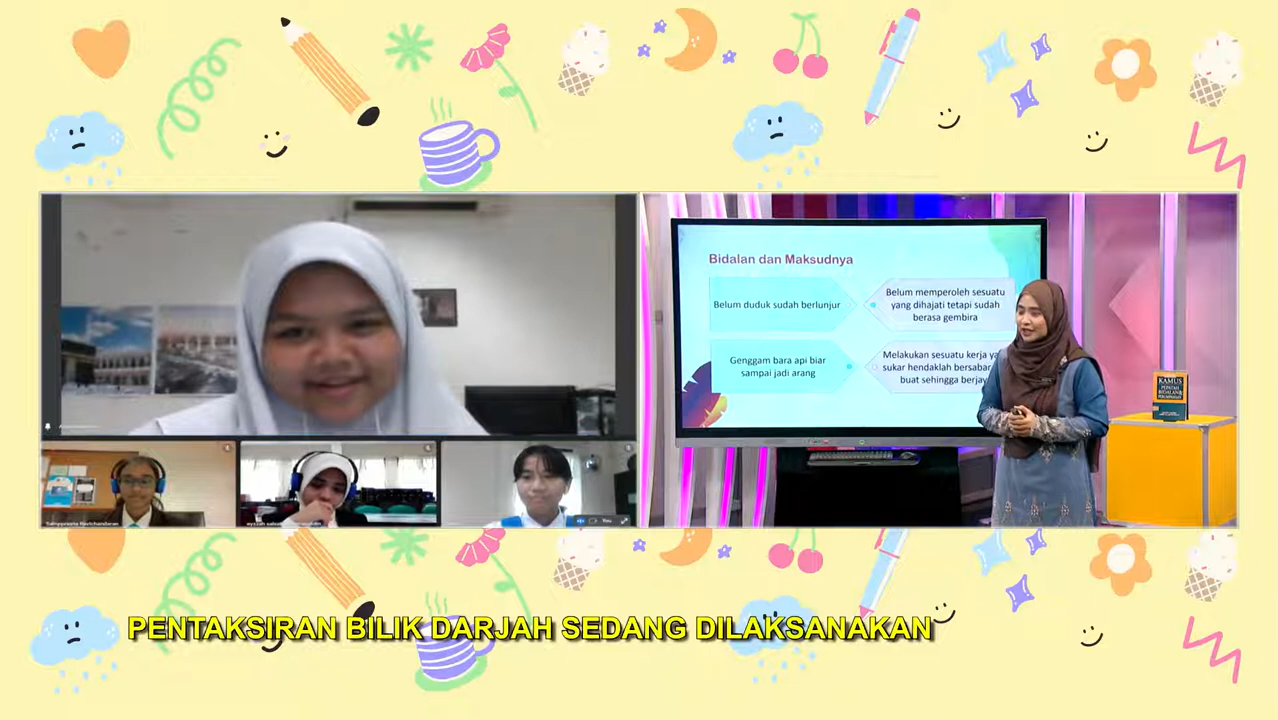 Bidalan dan Maksudnya
Belum duduk sudah berlunjur
Belum memperoleh sesuatu
yang dihajati tetapi sudah
berasa gembira
Genggam bara api biar
sampai jadi arang
Melakukan sesuatu kerja
sukar hendaklah bersabar
buat sehingga
KAMUS
You
PENTAKSIRAN BILIK DARJAH SEDANG DILAKSANAKAN